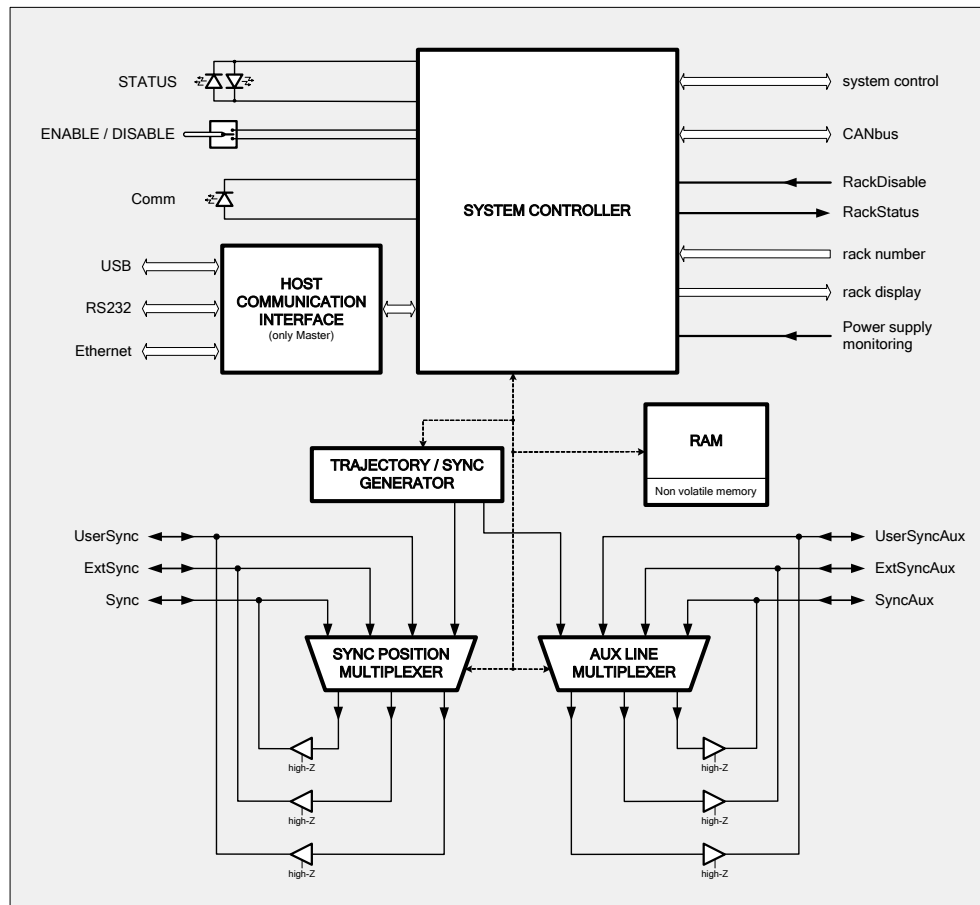 STATUS
ENABLE / DISABLE
Comm
USB
RS232
Ethernet
HOST
COMMUNICATION
INTERFACE
(only Master)
SYSTEM CONTROLLER
system control
CANbus
RackDisable
RackStatus
rack number
rack display
Power supply
monitoring
TRAJECTORY / SYNC
GENERATOR
RAM
Non volatile memory
UserSync
ExtSync
Sync
UserSyncAux
ExtSyncAux
SyncAux
SYNC POSITION
MULTIPLEXER
AUX LINE
MULTIPLEXER
high-Z
high-Z
high-Z
high-Z
high-Z
high-Z